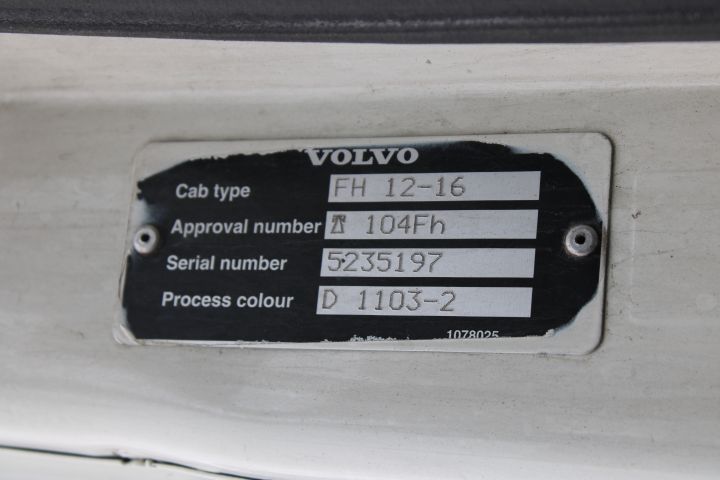 VOLVO
Cab type FH 12-16
Approval number 104Fh
Serial number 5235197
Process colour D 1103-2
1078025